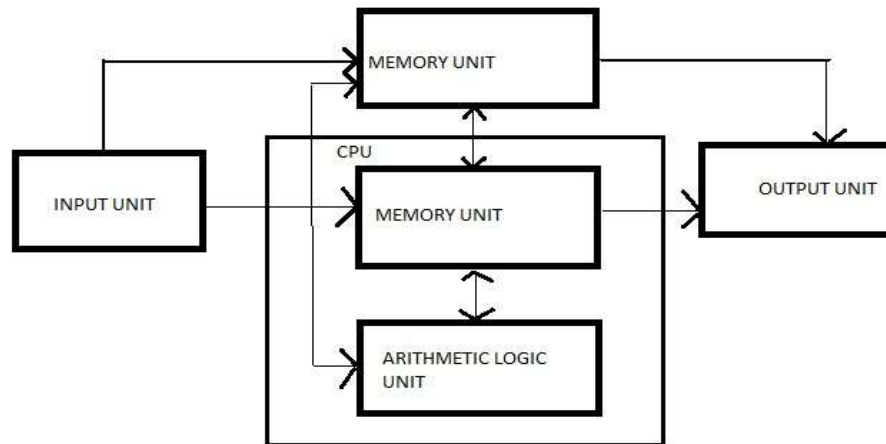 MEMORY UNIT
CPU
INPUT UNIT
MEMORY UNIT
OUTPUT UNIT
ARITHMETIC LOGIC
UNIT